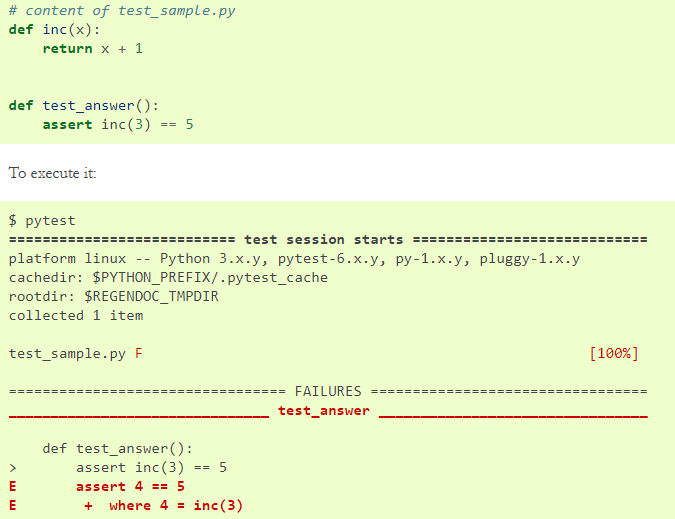 # content of test_sample.py
def inc(x):
    return x + 1
def test_answer():
    assert inc(3) == 5
To execute it:
$ pytest
=========================== test session starts ============================
platform linux -- Python 3.x.y, pytest-6.x.y, py-1.x.y, pluggy-1.x.y
cachedir: $PYTHON_PREFIX/.pytest_cache
rootdir: $REGENDOC_TMPDIR
collected 1 item
test_sample.py F                                                     [100%]
================================= FAILURES =================================
_______________________________ test_answer ________________________________
    def test_answer():
>       assert inc(3) == 5
E       assert 4 == 5
E        +  where 4 = inc(3)